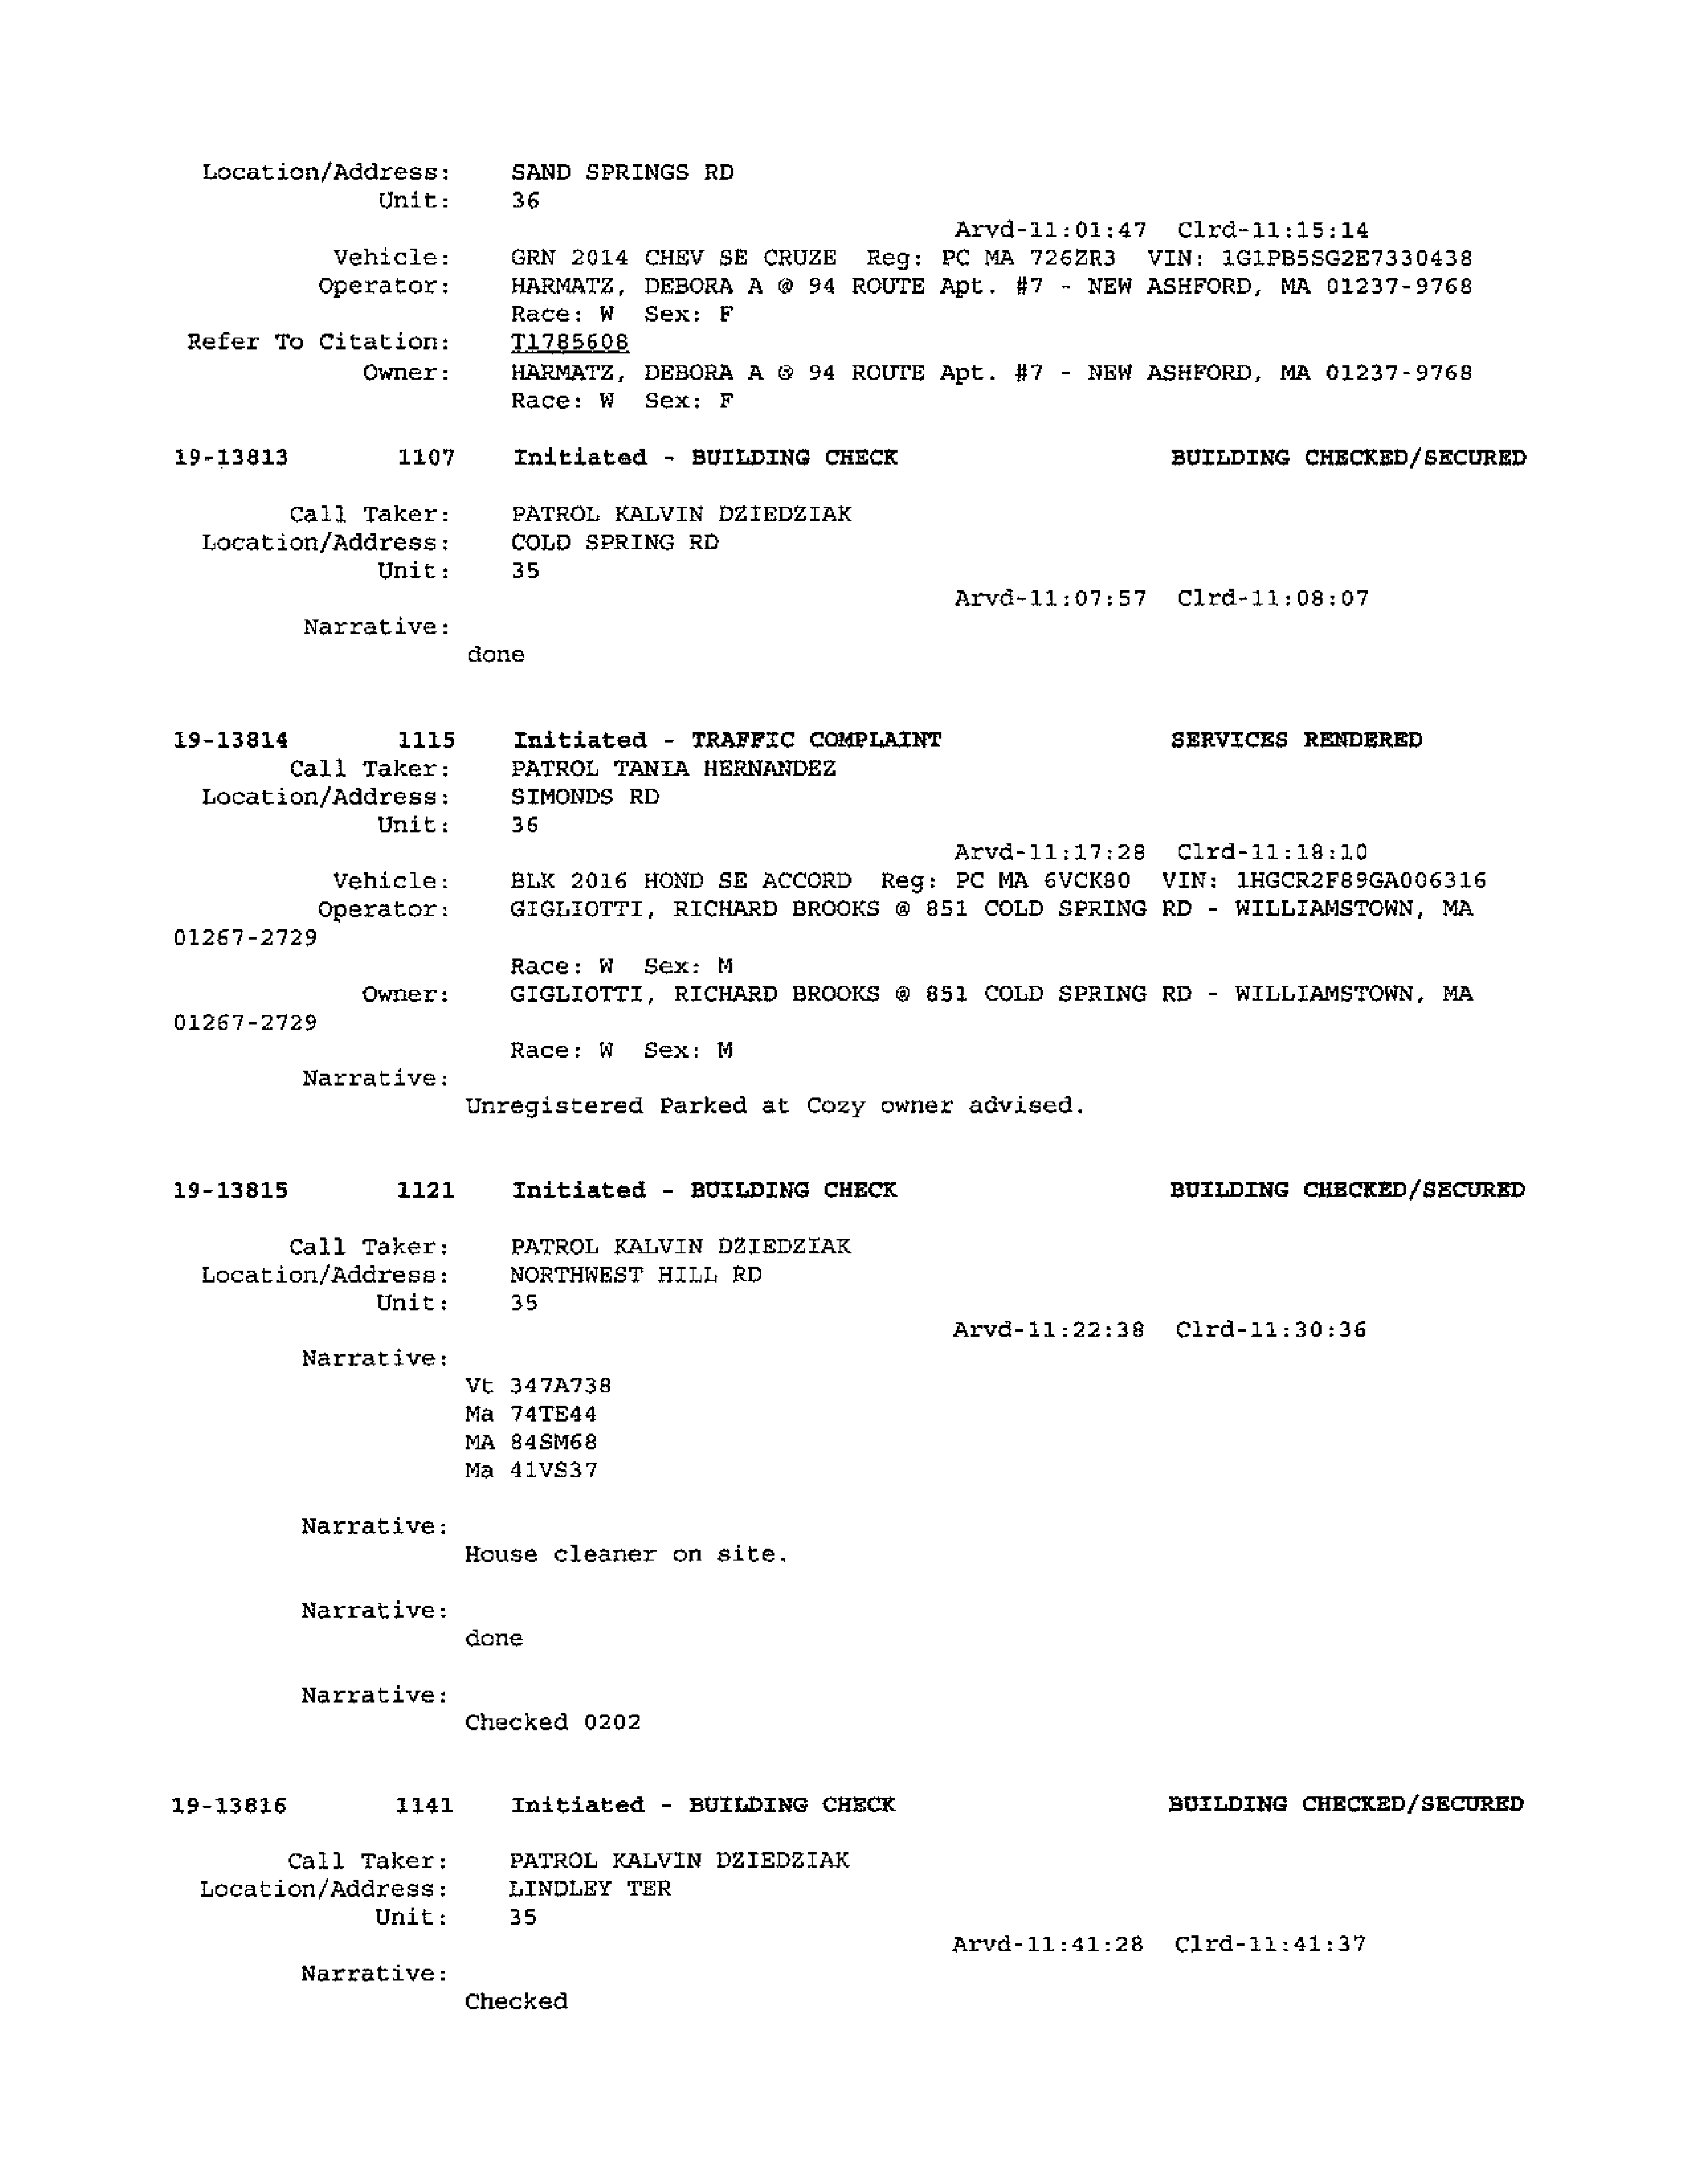 Location/Address: SAND SPRINGS RD
Unit: 36
Arvd-11:01:47 Clrd-11:15:14
Vehicle: GRN 2014 CHEV SE CRUZE Reg: PC MA 726ZR3 VIN: 1G1PB5SG2E7330438
Operator: HARMATZ, DEBORA A @ 94 ROUTE Apt. #7 - NEW ASHFORD, MA 01237-9768
Race: W Sex: F
Refer To Citation: T1785608
Owner: HARMATZ, DEBORA A @ 94 ROUTE Apt. #7 - NEW ASHFORD, MA 01237-9768
Race: W Sex: F
19-13813 1107 Initiated - BUILDING CHECK BUILDING CHECKED/SECURED
Call Taker: PATROL KALVIN DZIEDZIAK
Location/Address: COLD SPRING RD
Unit: 35
Arvd-11:07:57 Clrd-11:08:07
Narrative:
done
19-13814 1115 Initiated - TRAFFIC COMPLAINT SERVICES RENDERED
Call Taker: PATROL TANIA HERNANDEZ
Location/Address: SIMONDS RD
Unit: 36
Arvd-11:17:28 Clrd-11:18:10
Vehicle: BLK 2016 HOND SE ACCORD Reg: PC MA 6VCK80 VIN: 1HGCR2F89GA006316
Operator: GIGLIOTTI, RICHARD BROOKS @ 851 COLD SPRING RD - WILLIAMSTOWN, MA
01267-2729
Race: W Sex: M
Owner: GIGLIOTTI, RICHARD BROOKS @ 851 COLD SPRING RD - WILLIAMSTOWN, MA
01267-2729
Race: W Sex: M
Narrative:
Unregistered Parked at Cozy owner advised.
19-13815 1121 Initiated - BUILDING CHECK BUILDING CHECKED/SECURED
Call Taker: PATROL KALVIN DZIEDZIAK
Location/Address: NORTHWEST HILL RD
Unit: 35
Arvd-11:22:38 Clrd-11:30:36
Narrative:
Vt 347A738
Ma 74TE44
MA 84SM68
Ma 41VS37
Narrative:
House cleaner on site.
Narrative:
done
Narrative:
Checked 0202
19-13816 1141 Initiated - BUILDING CHECK BUILDING CHECKED/SECURED
Call Taker: PATROL KALVIN DZIEDZIAK
Location/Address: LINDLEY TER
Unit: 35
Arvd-11:41:28 Clrd-11:41:37
Narrative:
Checked